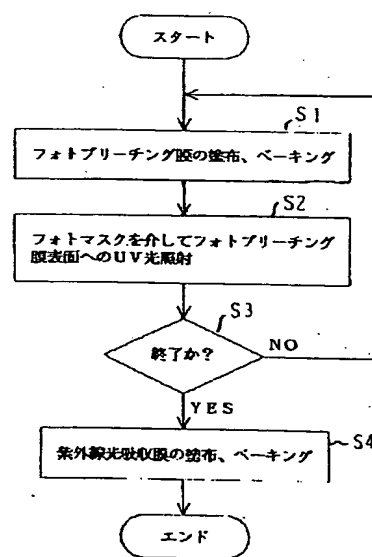 スタート
S1
フォトブリーチング膜の塗布、ベーキング
S2
フォトマスクを介してフォトブリーチング
膜表面へのUV光照射
S3
終了か?
NO
YES
紫外線光吸収膜の塗布、ベーキング
S4
エンド